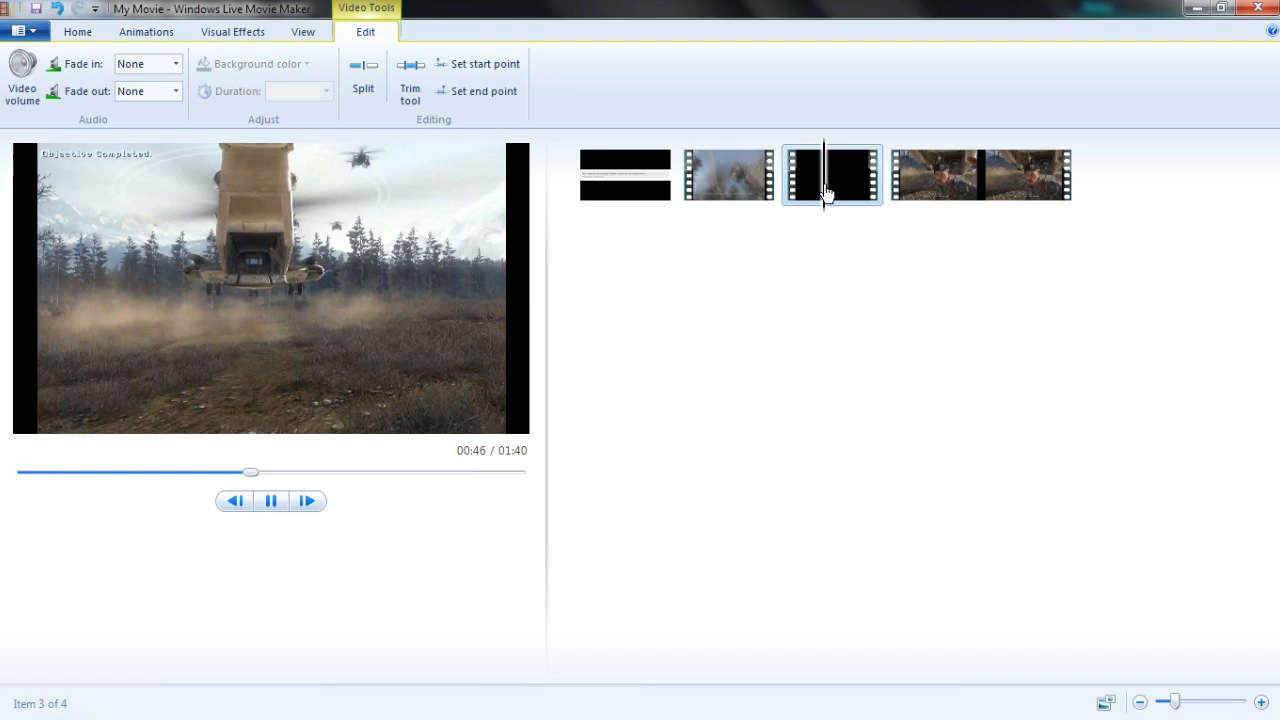 My Movie - Windows Live Movie Maker
Video Tools
Home
Animations
Visual Effects
View
Edit
Video volume
Fade in:
None
Fade out:
None
Audio
Background color
Duration:
Adjust
Split
Trim tool
Set start point
Set end point
Editing
Objective Completed.
00:46 / 01:40
Item 3 of 4